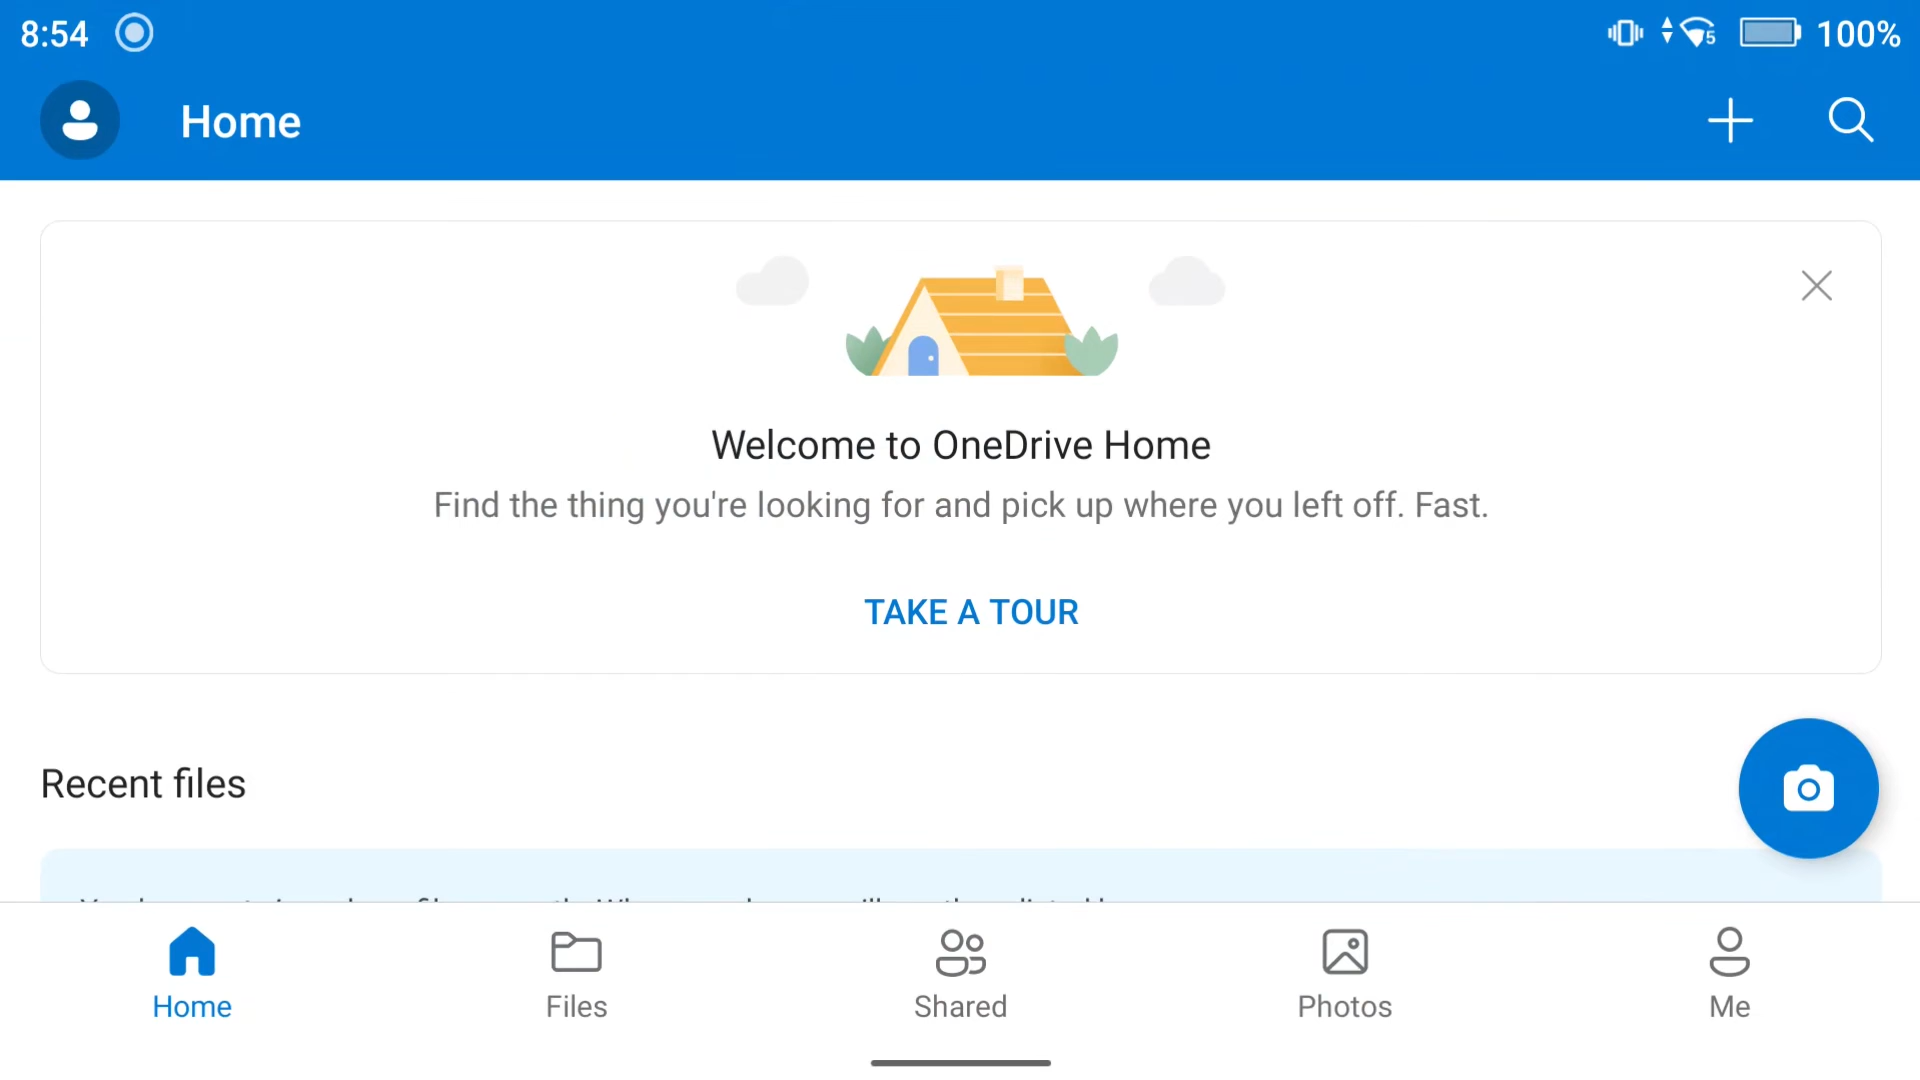 8:54
5
100%
Home
Welcome to OneDrive Home
Find the thing you're looking for and pick up where you left off. Fast.
TAKE A TOUR
Recent files
Home
Files
Shared
Photos
Me